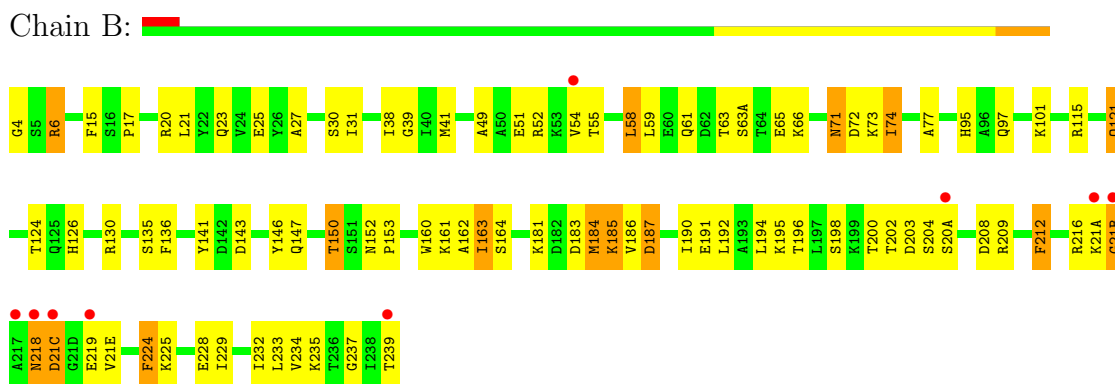 Chain B:
G4 S5 R6 F15 S16 P17 R20 L21 Y22 Q23 V24 E25 Y26 A27 S30 I31 I38 G39 I40 M41 A49 A50 E51 R52 K53 V54 T55 L58 L59 E60 Q61 D62 T63 S63A T64 E65 K66 N71 D72 K73 I74 A77 H95 A96 Q97 K101 R115
T124 Q125 H126 R130 S135 F136 Y141 D142 D143 Y146 Q147 T150 S151 N152 P153 W160 K161 A162 I163 S164 K181 D182 D183 M184 K185 V186 D187 I190 E191 L192 A193 L194 K195 T196 L197 S198 K199 T200 T202 D203 S204 S20A D208 R209 F212 R216 K21A
A217 N218 D21C G21D E219 V21E F224 K225 E228 I229 I232 L233 V234 K235 T236 G237 I238 T239